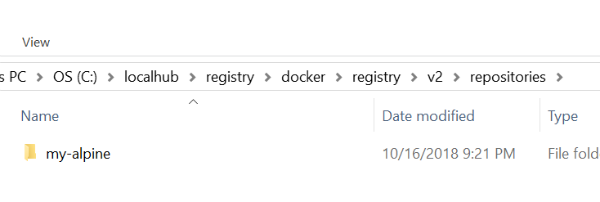 View
s PC > OS (C:) > localhub > registry > docker > registry > v2 > repositories >
Name Date modified Type
my-alpine 10/16/2018 9:21 PM File fold